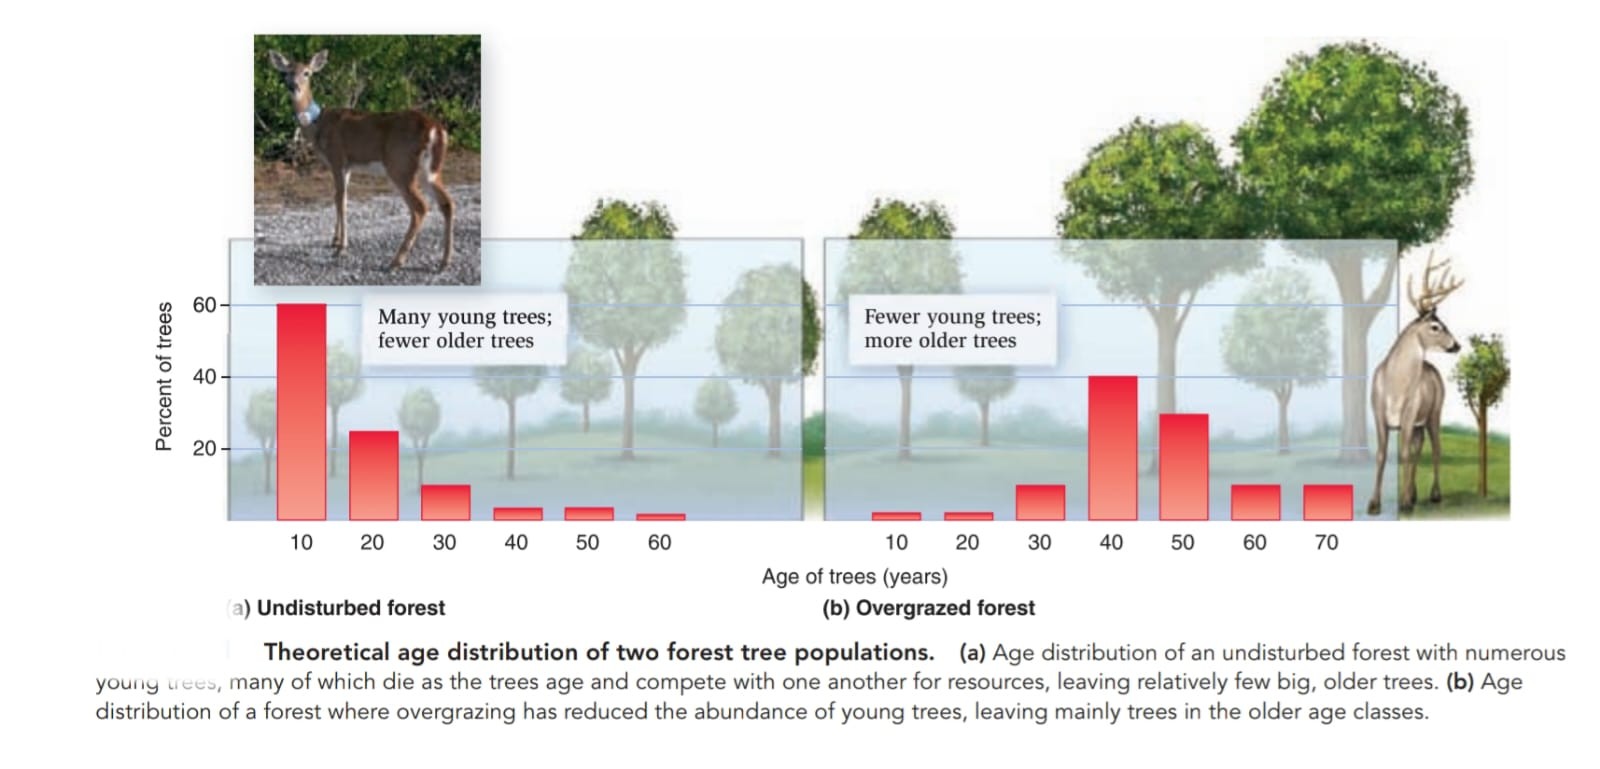 Many young trees;
fewer older trees
Fewer young trees;
more older trees
Percent of trees
60
40
20
10 20 30 40 50 60
10 20 30 40 50 60 70
Age of trees (years)
(a) Undisturbed forest
(b) Overgrazed forest
Theoretical age distribution of two forest tree populations. (a) Age distribution of an undisturbed forest with numerous
young trees, many of which die as the trees age and compete with one another for resources, leaving relatively few big, older trees. (b) Age
distribution of a forest where overgrazing has reduced the abundance of young trees, leaving mainly trees in the older age classes.